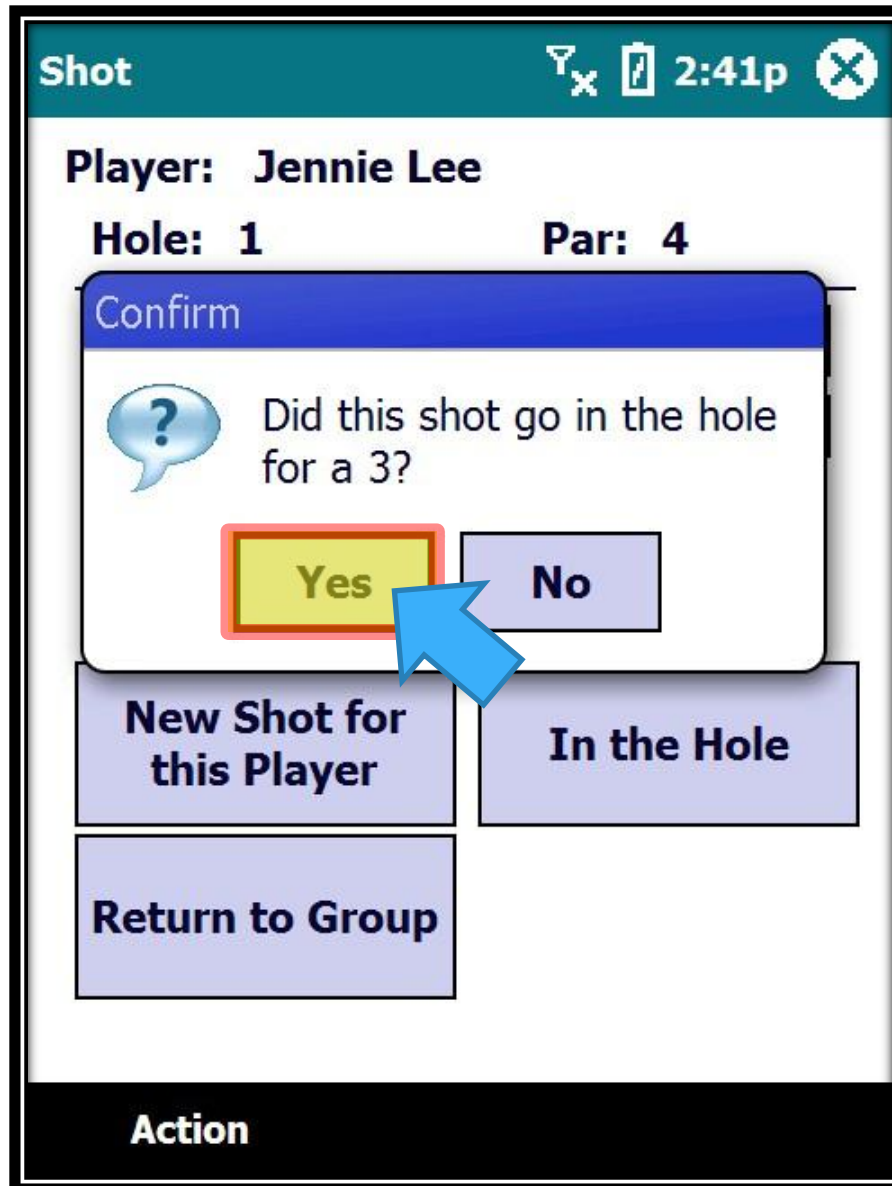 Shot 2:41p
Player: Jennie Lee
Hole: 1 Par: 4
Confirm
?
Did this shot go in the hole
for a 3?
Yes No
New Shot for
this Player
In the Hole
Return to Group
Action